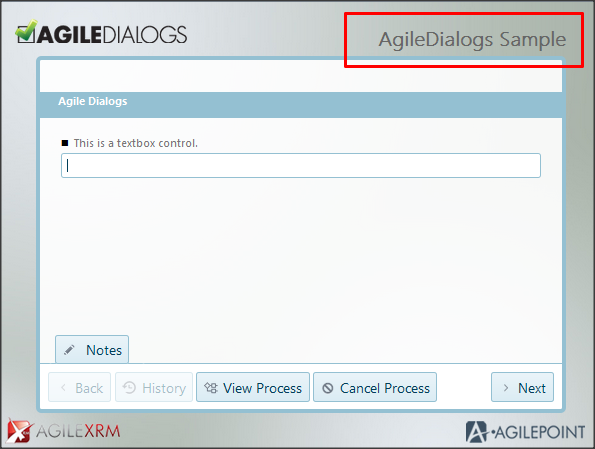 AGILEDIALOGS
AgileDialogs Sample
Agile Dialogs
This is a textbox control.
Notes
Back
History
View Process
Cancel Process
Next
AGILEXRM
AGILEPOINT